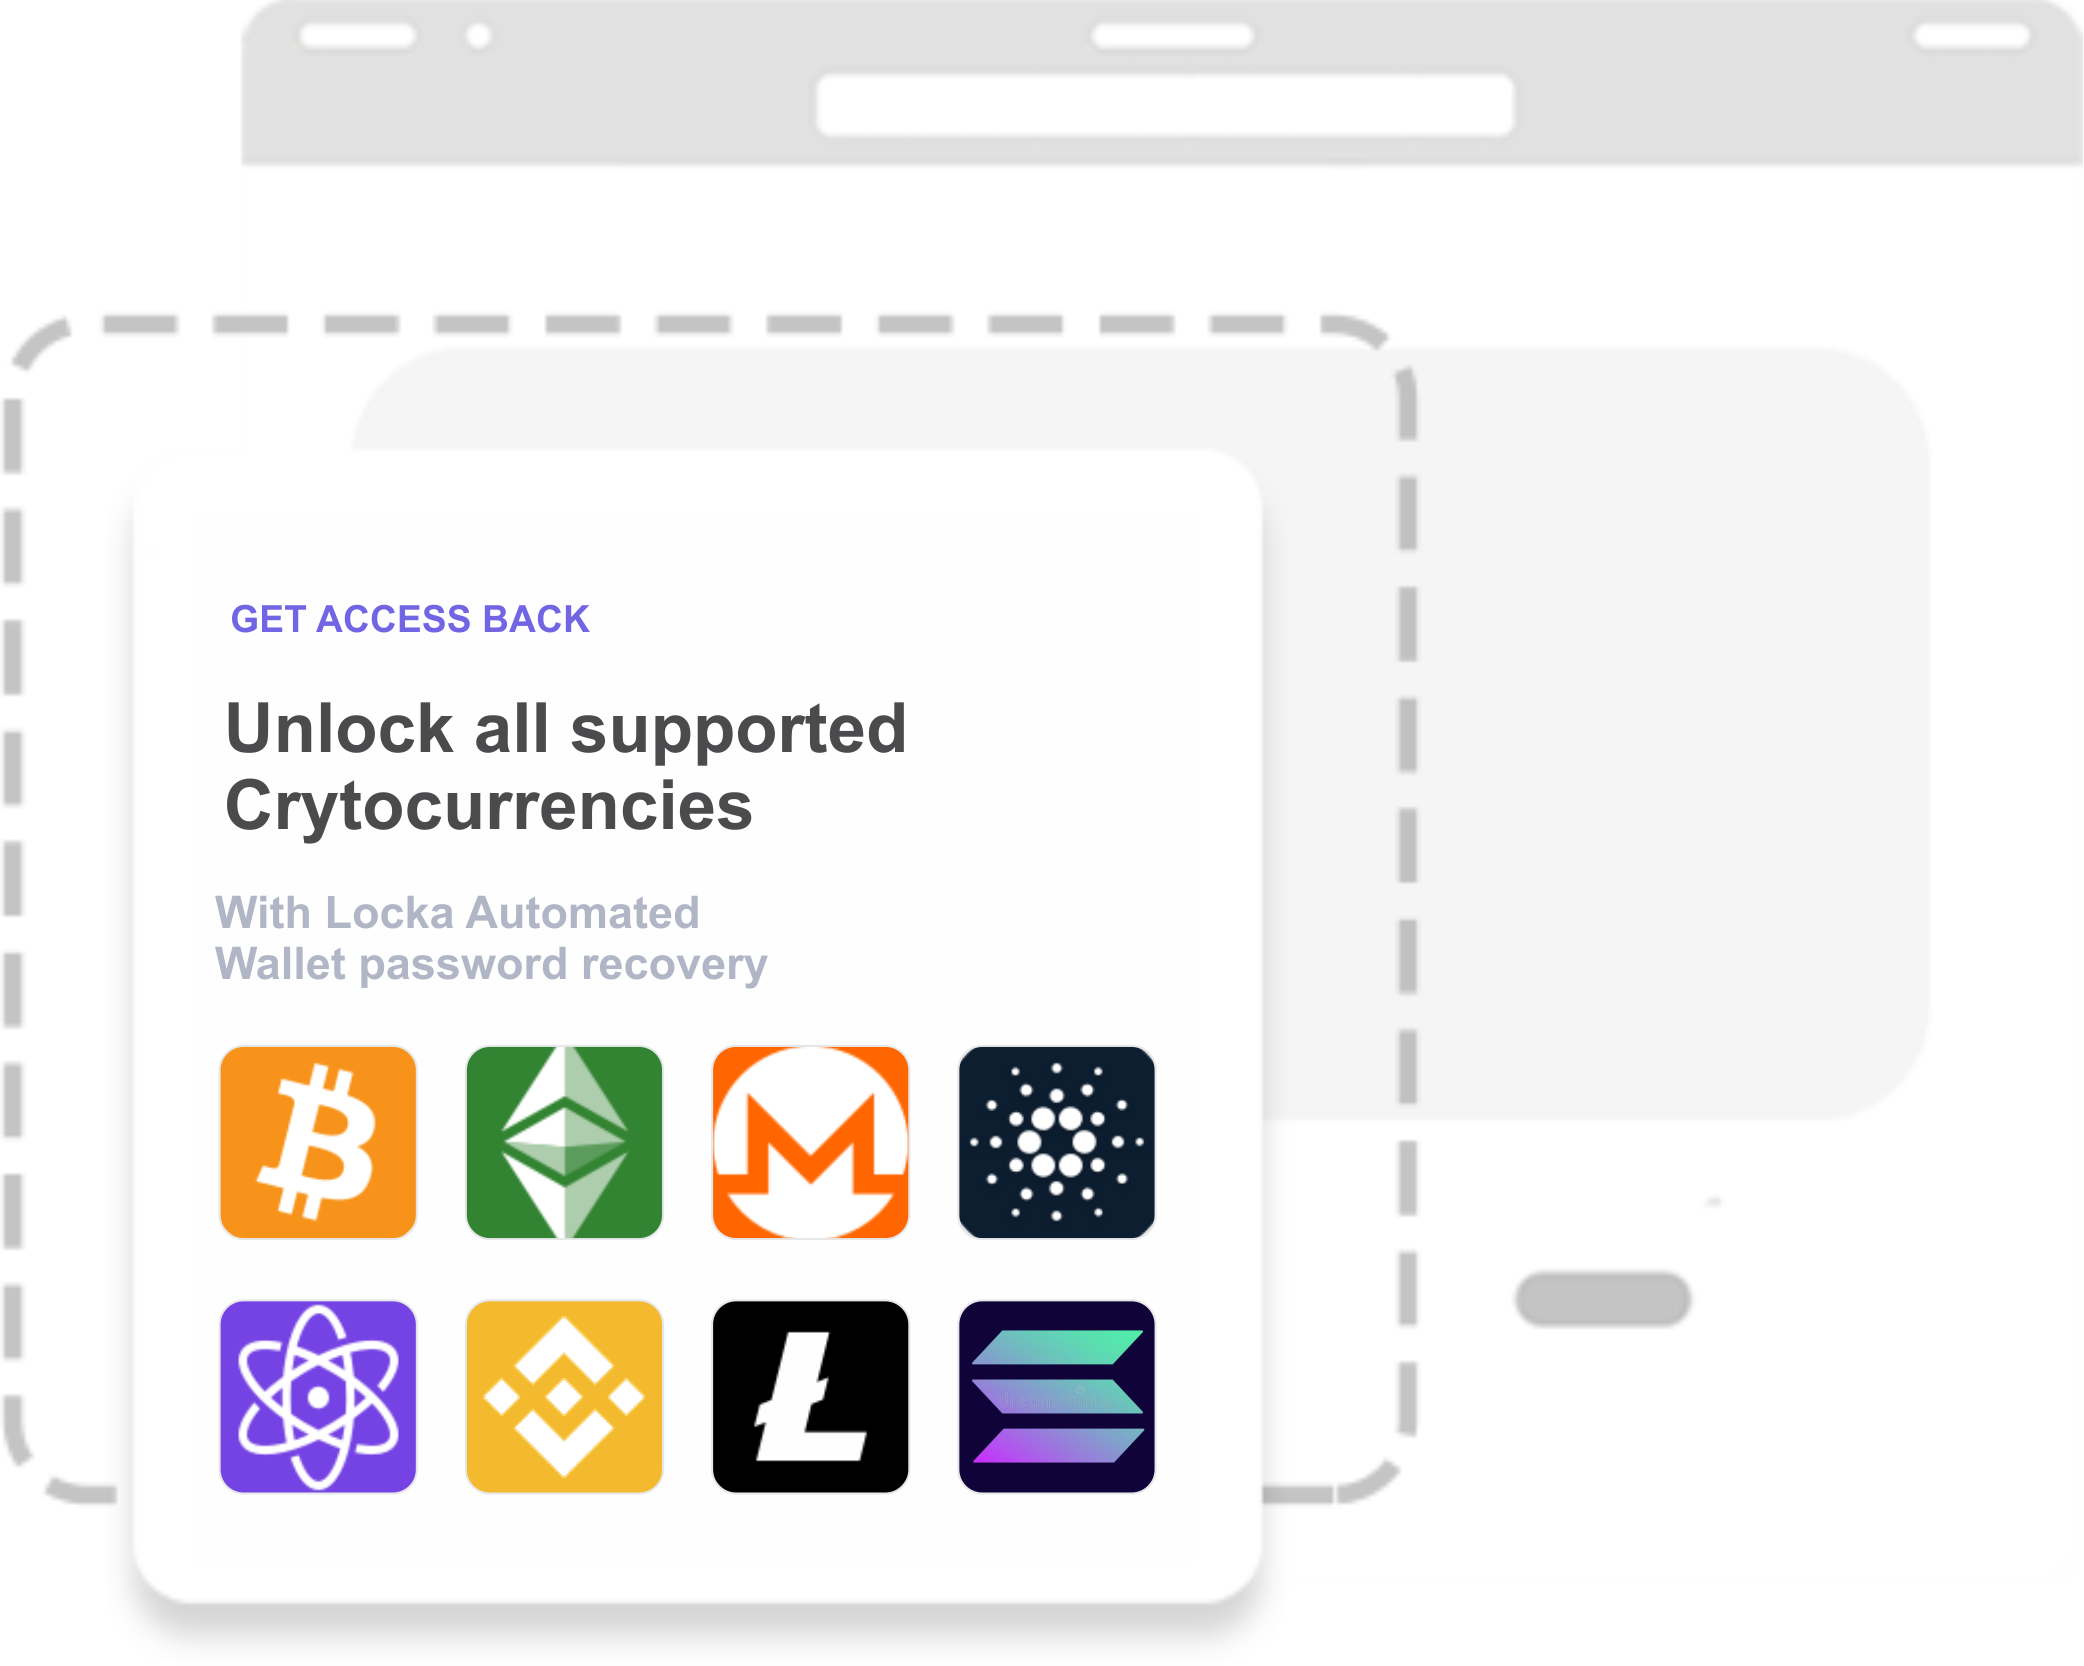 GET ACCESS BACK
Unlock all supported
Crytocurrencies
With Locka Automated
Wallet password recovery